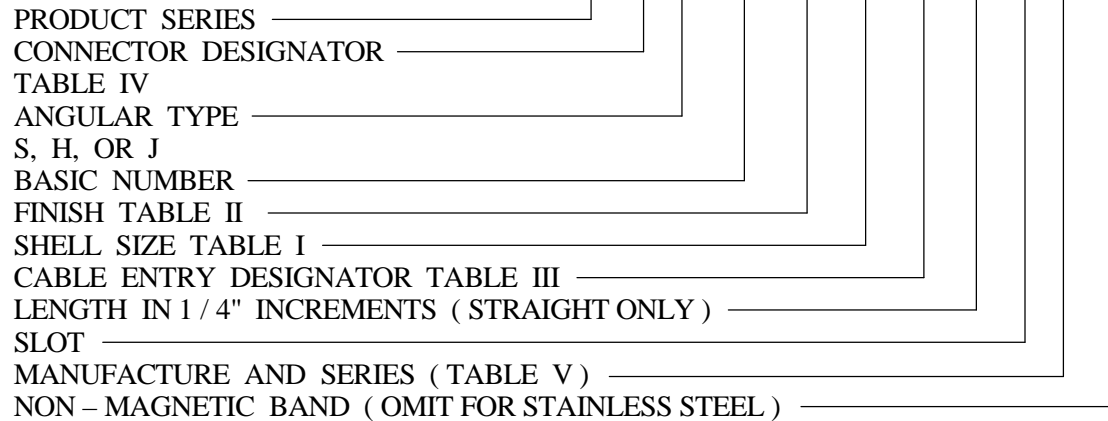 PRODUCT SERIES
CONNECTOR DESIGNATOR
TABLE IV
ANGULAR TYPE
S, H, OR J
BASIC NUMBER
FINISH TABLE II
SHELL SIZE TABLE I
CABLE ENTRY DESIGNATOR TABLE III
LENGTH IN 1 / 4" INCREMENTS ( STRAIGHT ONLY )
SLOT
MANUFACTURE AND SERIES ( TABLE V )
NON – MAGNETIC BAND ( OMIT FOR STAINLESS STEEL )